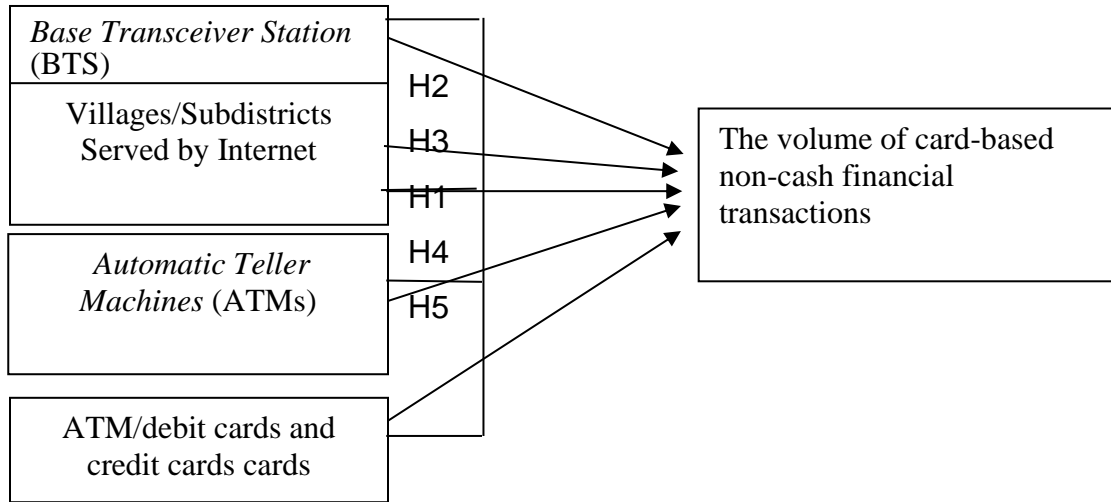 Base Transceiver Station
(BTS)
Villages/Subdistricts
Served by Internet
Automatic Teller
Machines (ATMs)
ATM/debit cards and
credit cards cards
H2
H3
H1
H4
H5
The volume of card-based
non-cash financial
transactions